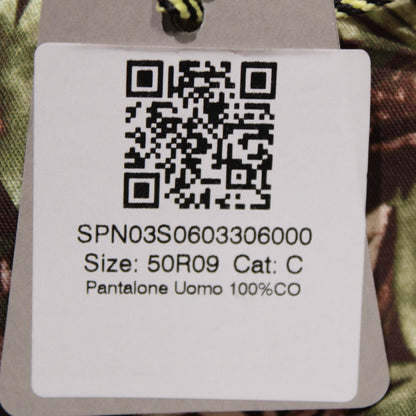 SPN03S0603306000
Size: 50R09 Cat: C
Pantalone Uomo 100%CO